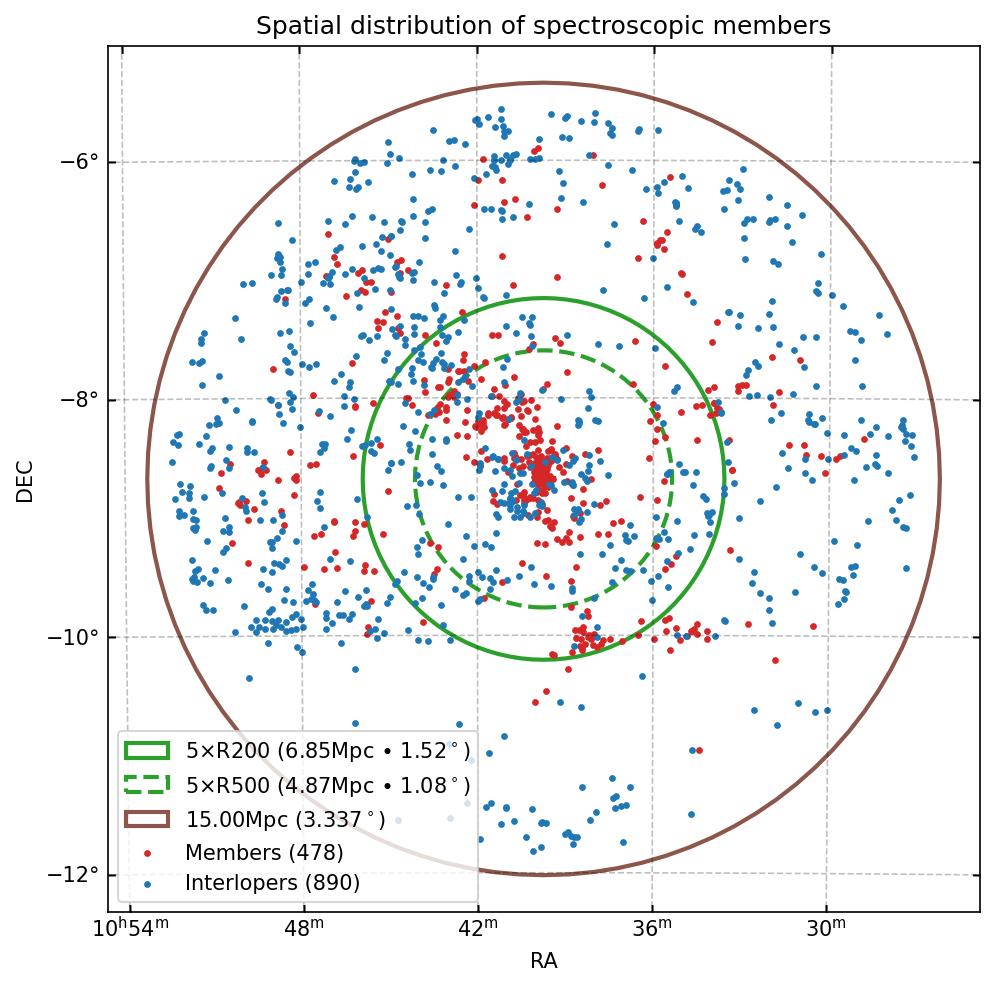 Spatial distribution of spectroscopic members
−6°
−8°
−10°
−12°
DEC
5×R200 (6.85Mpc • 1.52°)
5×R500 (4.87Mpc • 1.08°)
15.00Mpc (3.337°)
Members (478)
Interlopers (890)
10ʰ54ᵐ 48ᵐ 42ᵐ 36ᵐ 30ᵐ
RA